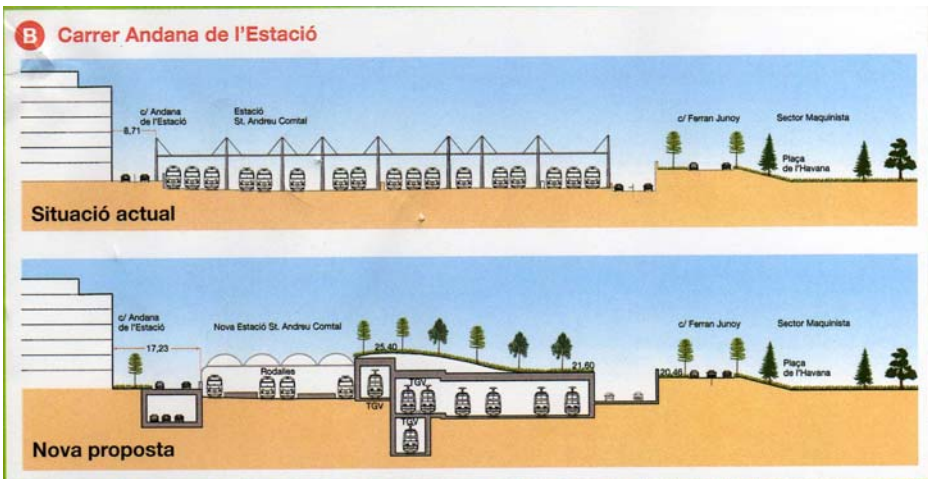 B Carrer Andana de l'Estació
c/ Andana
de l'Estació
8,71
Estació
St. Andreu Comtal
c/ Ferran Junoy
Sector Maquinista
Plaça
de l'Havana
Situació actual
c/ Andana
de l'Estació
17,23
Nova Estació St. Andreu Comtal
Rodalies
25,40
TGV
TGV
TGV
21,60
c/ Ferran Junoy
Sector Maquinista
120,46
Plaça
de l'Havana
Nova proposta